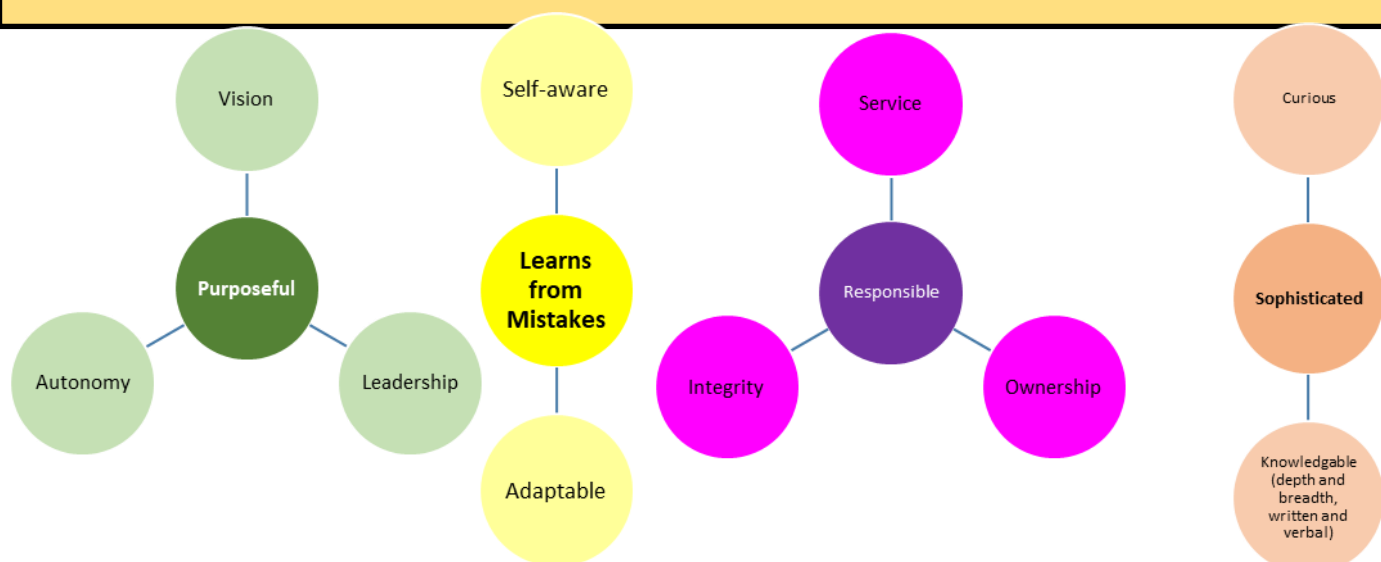 Vision
Purposeful
Autonomy
Leadership
Self-aware
Learns
from
Mistakes
Adaptable
Service
Responsible
Integrity
Ownership
Curious
Sophisticated
Knowledgable
(depth and
breadth,
written and
verbal)